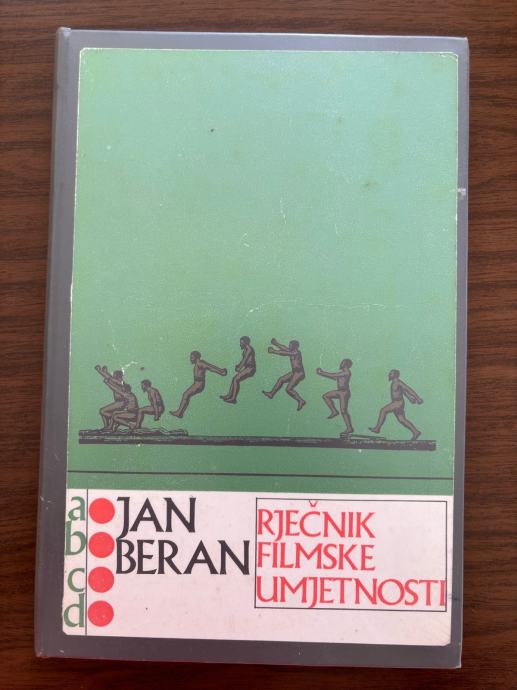 a
b
c
d
JAN
BERAN
RJEČNIK
FILMSKE
UMJETNOSTI